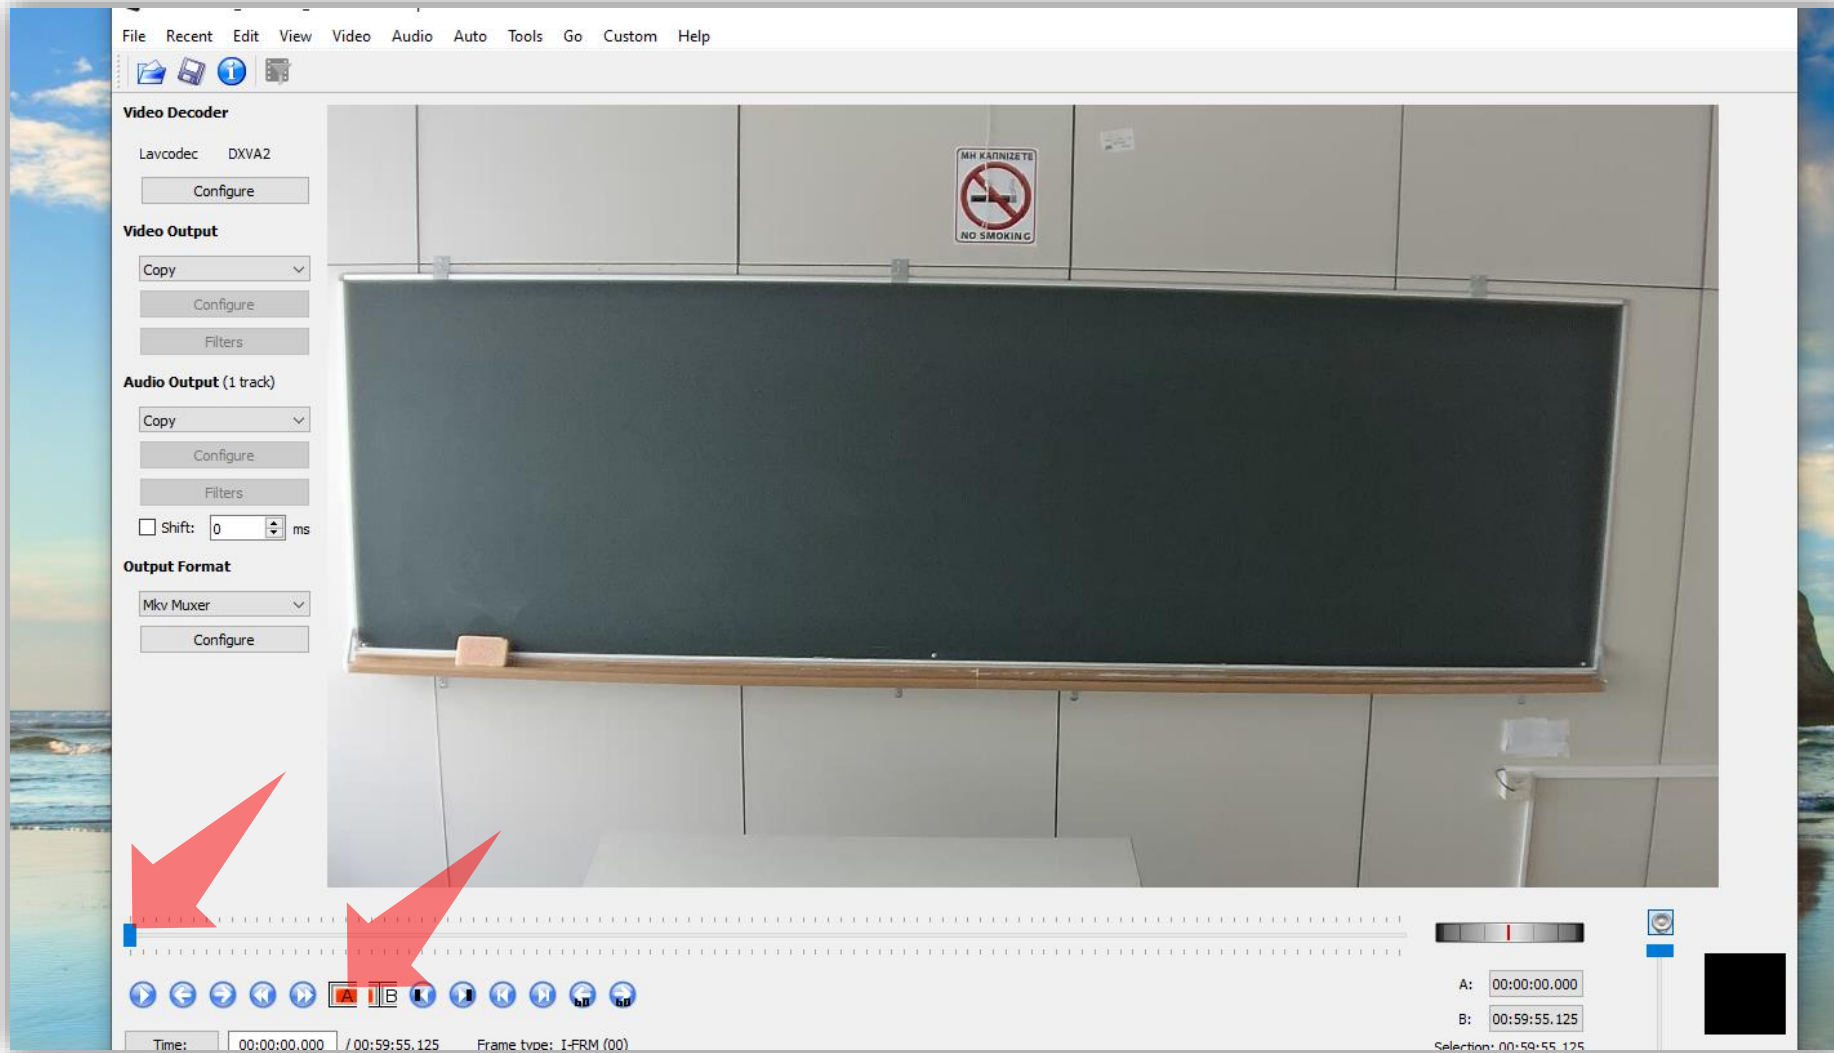 File Recent Edit View Video Audio Auto Tools Go Custom Help
Video Decoder
Lavcodec DXVA2
Configure
Video Output
Copy
Configure
Filters
Audio Output (1 track)
Copy
Configure
Filters
Shift: 0 ms
Output Format
Mkv Muxer
Configure
ΜΗ ΚΑΠΝΙΖΕΤΕ
NO SMOKING
A B
60 60
A: 00:00:00.000
B: 00:59:55.125
Time: 00:00:00.000 / 00:59:55.125 Frame type: I-FRM (00)
Selection: 00:59:55.125